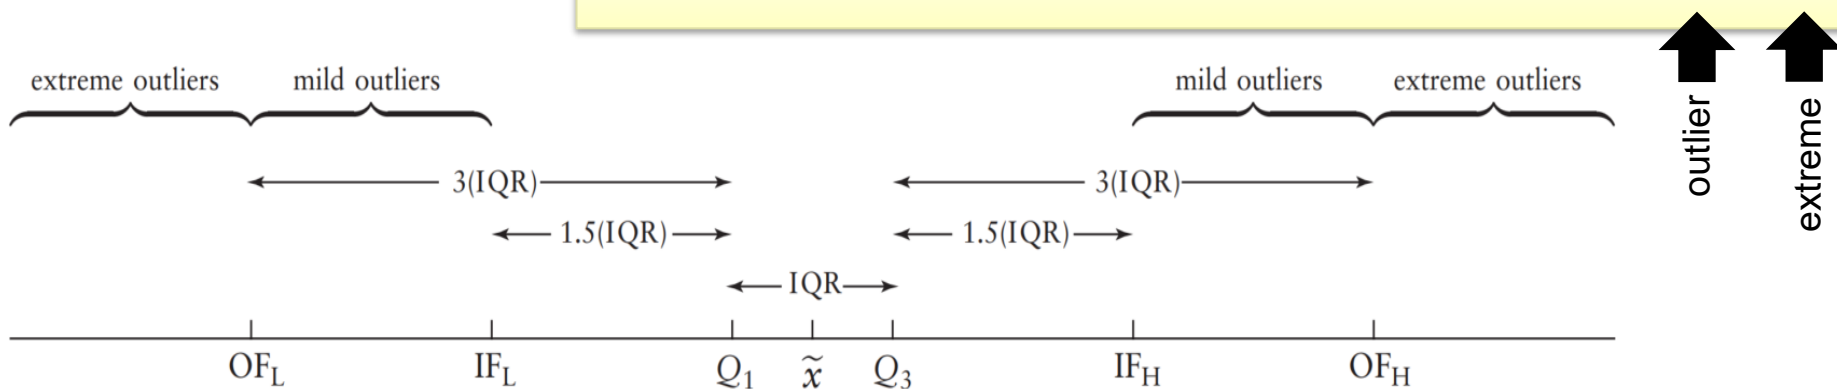 extreme outliers mild outliers mild outliers extreme outliers
3(IQR) 3(IQR)
1.5(IQR) 1.5(IQR)
IQR
OF_L IF_L Q_1 x̃ Q_3 IF_H OF_H
outlier
extreme